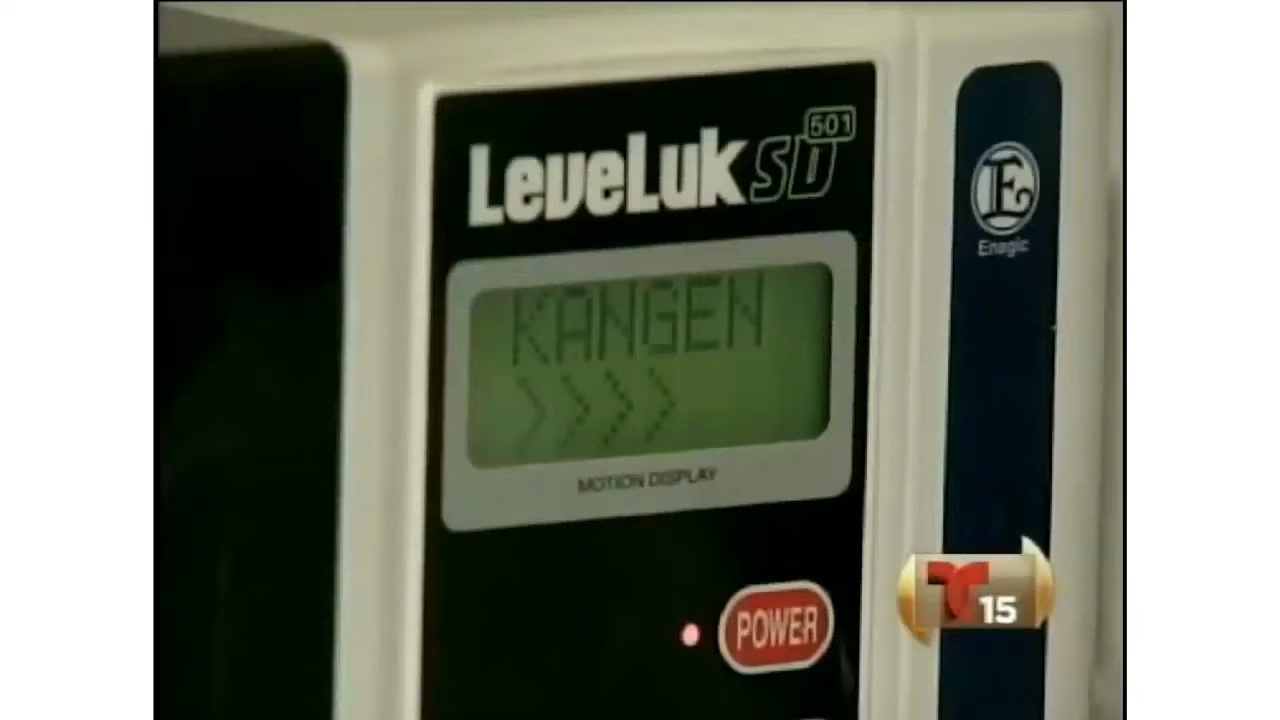 LeveLuk SD 501
E
Enagic
KANGEN
>>>>
MOTION DISPLAY
POWER
15